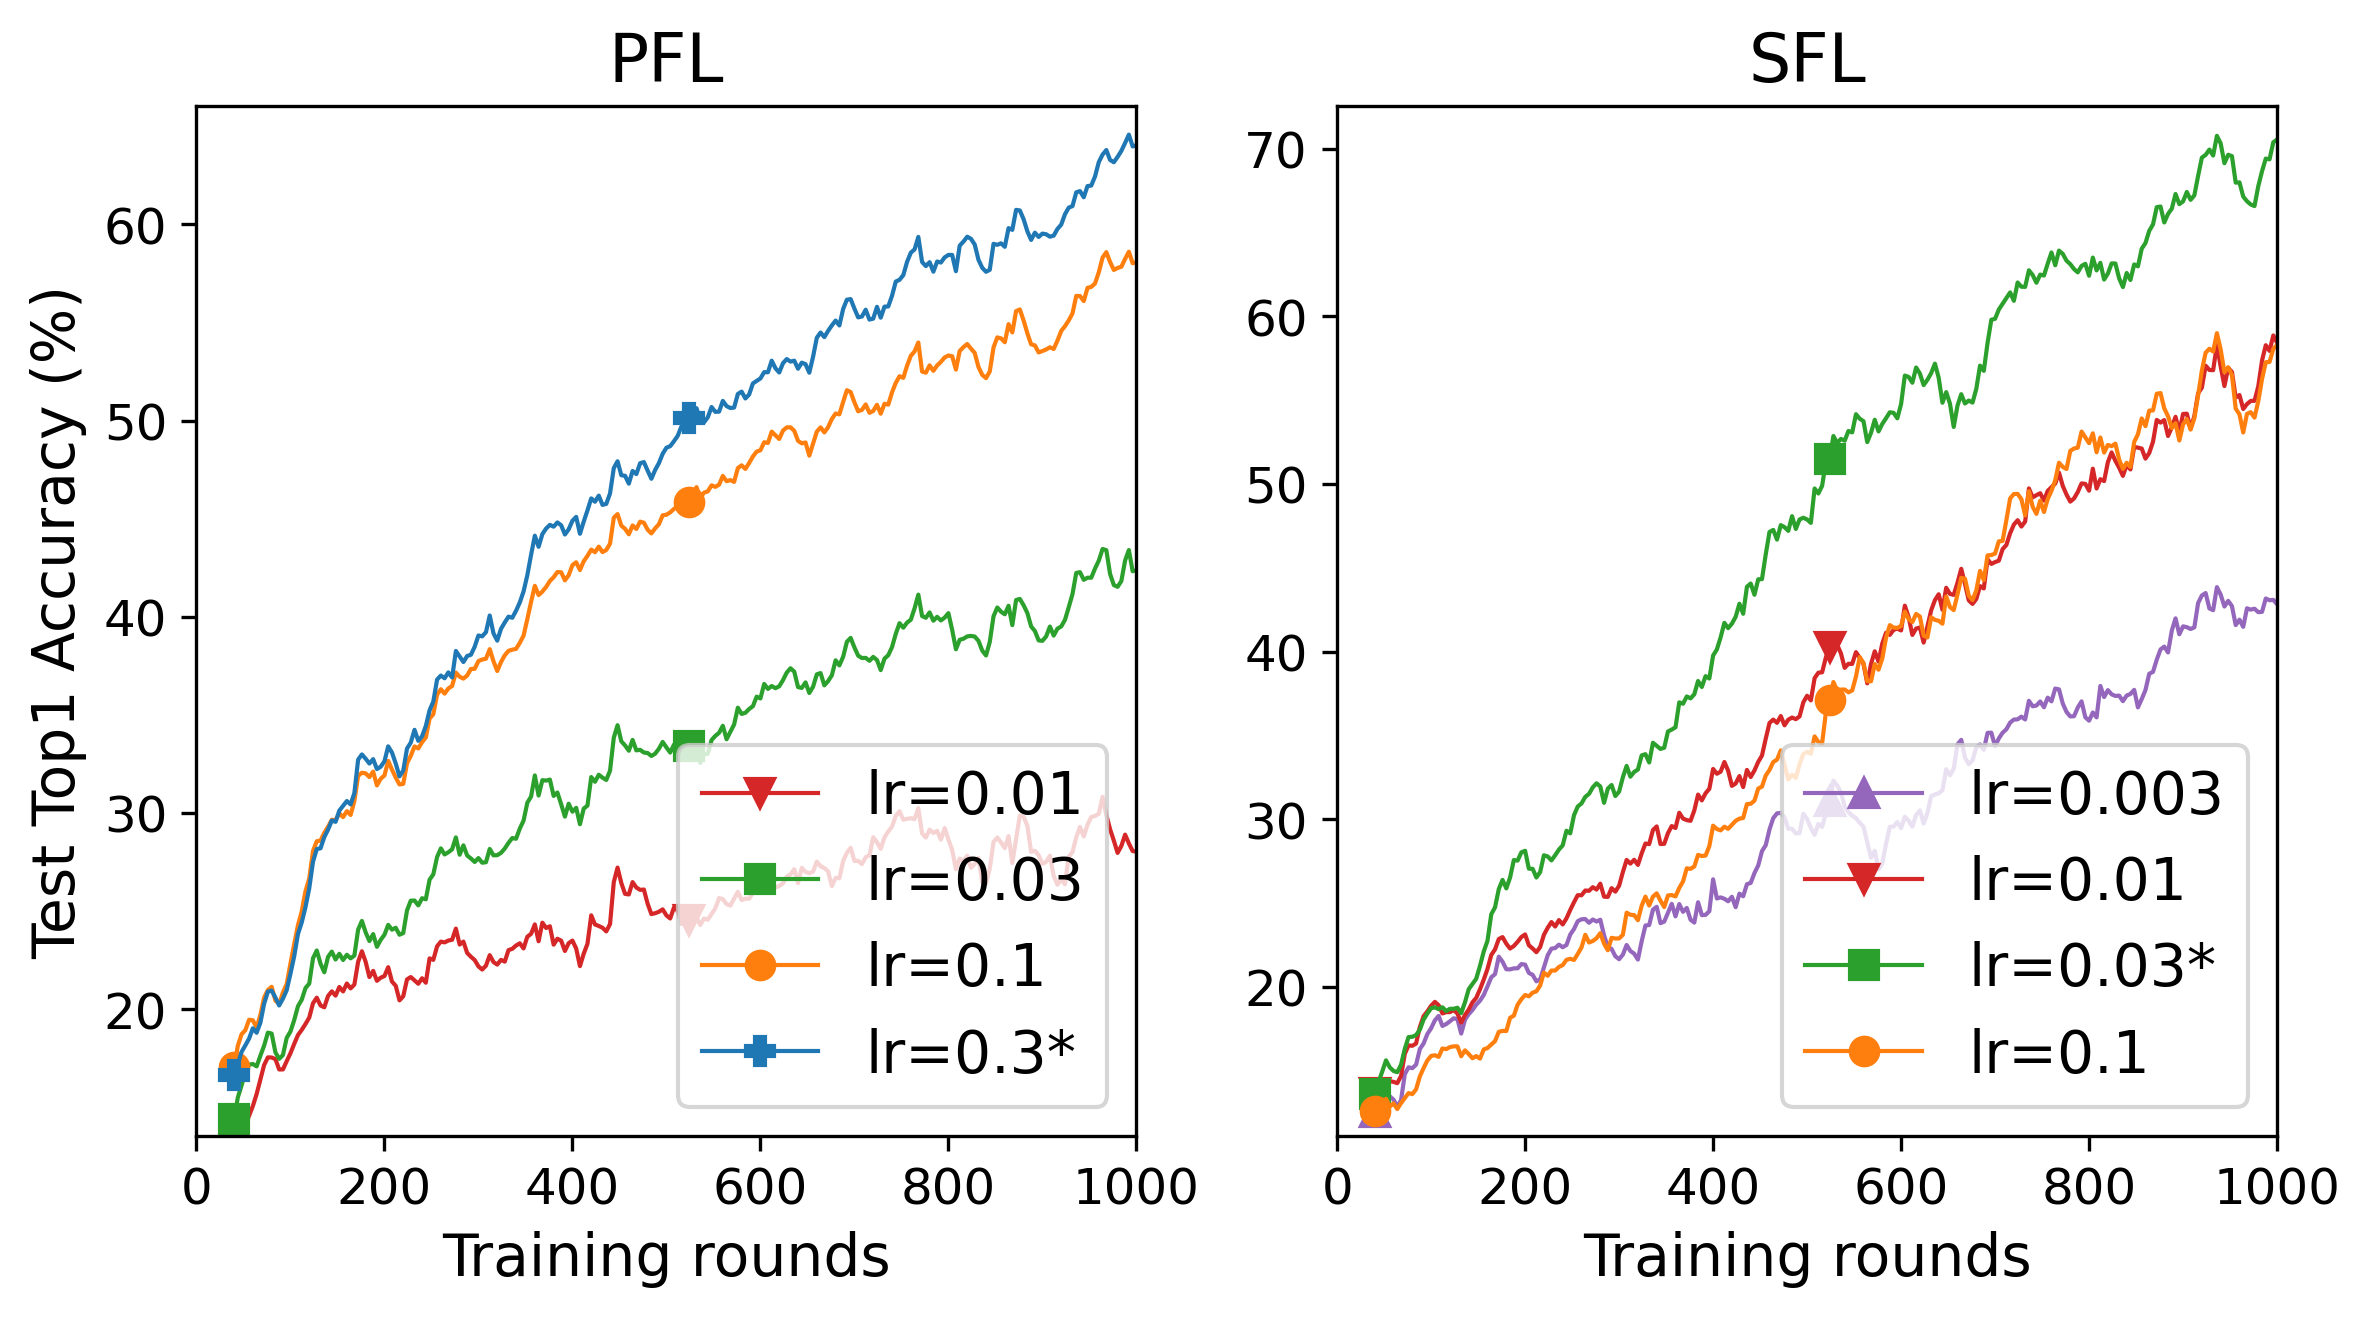 PFL
Test Top1 Accuracy (%)
60
50
40
30
20
0 200 400 600 800 1000
Training rounds
lr=0.01
lr=0.03
lr=0.1
lr=0.3*
SFL
70
60
50
40
30
20
0 200 400 600 800 1000
Training rounds
lr=0.003
lr=0.01
lr=0.03*
lr=0.1